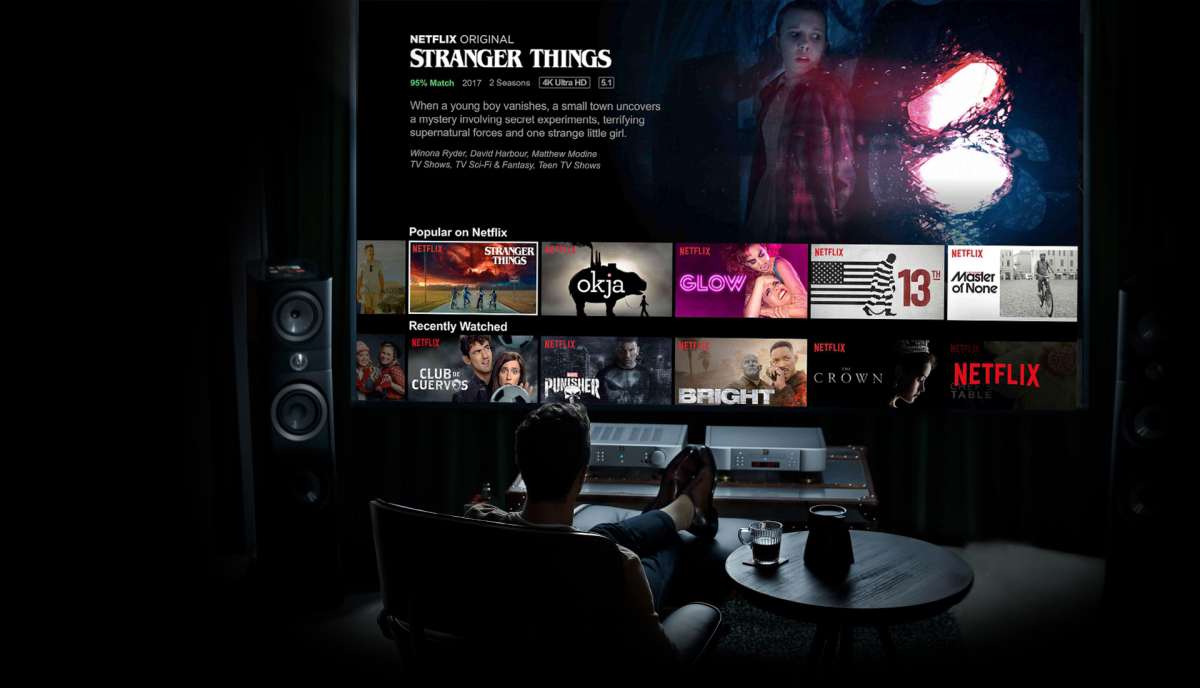 NETFLIX ORIGINAL
STRANGER THINGS
95% Match 2017 2 Seasons 4K Ultra HD 5.1
When a young boy vanishes, a small town uncovers
a mystery involving secret experiments, terrifying
supernatural forces and one strange little girl.
Winona Ryder, David Harbour, Matthew Modine
TV Shows, TV Sci-Fi & Fantasy, Teen TV Shows
Popular on Netflix
NETFLIX
STRANGER
THINGS
NETFLIX
okja
NETFLIX
GLOW
NETFLIX
13TH
NETFLIX
Master
of None
Recently Watched
NETFLIX
CLUB DE
CUERVOS
NETFLIX
MARVEL
PUNISHER
NETFLIX
BRIGHT
NETFLIX
THE
CROWN
NETFLIX
NETFLIX
TABLE